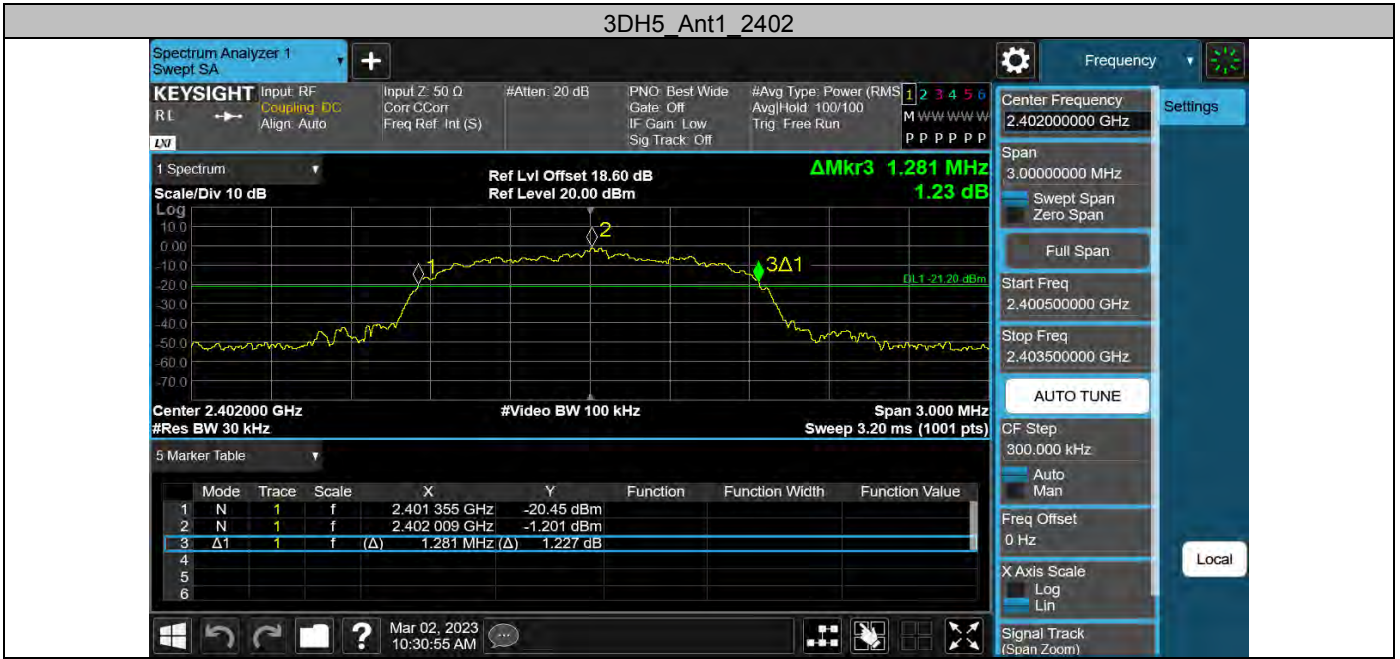 3DH5_Ant1_2402
Spectrum Analyzer 1
Swept SA
+
Frequency
KEYSIGHT
RL
LXI
Input: RF
Coupling: DC
Align: Auto
Input Z: 50 Ω
Corr CCorr
Freq Ref: Int (S)
#Atten: 20 dB
PNO: Best Wide
Gate: Off
IF Gain: Low
Sig Track: Off
#Avg Type: Power (RMS
Avg|Hold: 100/100
Trig: Free Run
1 2 3 4 5 6
M W W W W W
P P P P P P
1 Spectrum
Scale/Div 10 dB
Ref Lvl Offset 18.60 dB
Ref Level 20.00 dBm
ΔMkr3 1.281 MHz
1.23 dB
Log
10.0
0.00
-10.0
-20.0
-30.0
-40.0
-50.0
-60.0
-70.0
1
2
3Δ1
DL1 -21.20 dBm
Center 2.402000 GHz
#Video BW 100 kHz
Span 3.000 MHz
#Res BW 30 kHz
Sweep 3.20 ms (1001 pts)
5 Marker Table
Mode Trace Scale X Y Function Function Width Function Value
1 N 1 f 2.401 355 GHz -20.45 dBm
2 N 1 f 2.402 009 GHz -1.201 dBm
3 Δ1 1 f (Δ) 1.281 MHz (Δ) 1.227 dB
4
5
6
?
Mar 02, 2023
10:30:55 AM
Center Frequency
2.402000000 GHz
Settings
Span
3.00000000 MHz
Swept Span
Zero Span
Full Span
Start Freq
2.400500000 GHz
Stop Freq
2.403500000 GHz
AUTO TUNE
CF Step
300.000 kHz
Auto
Man
Freq Offset
0 Hz
X Axis Scale
Log
Lin
Local
Signal Track
(Span Zoom)